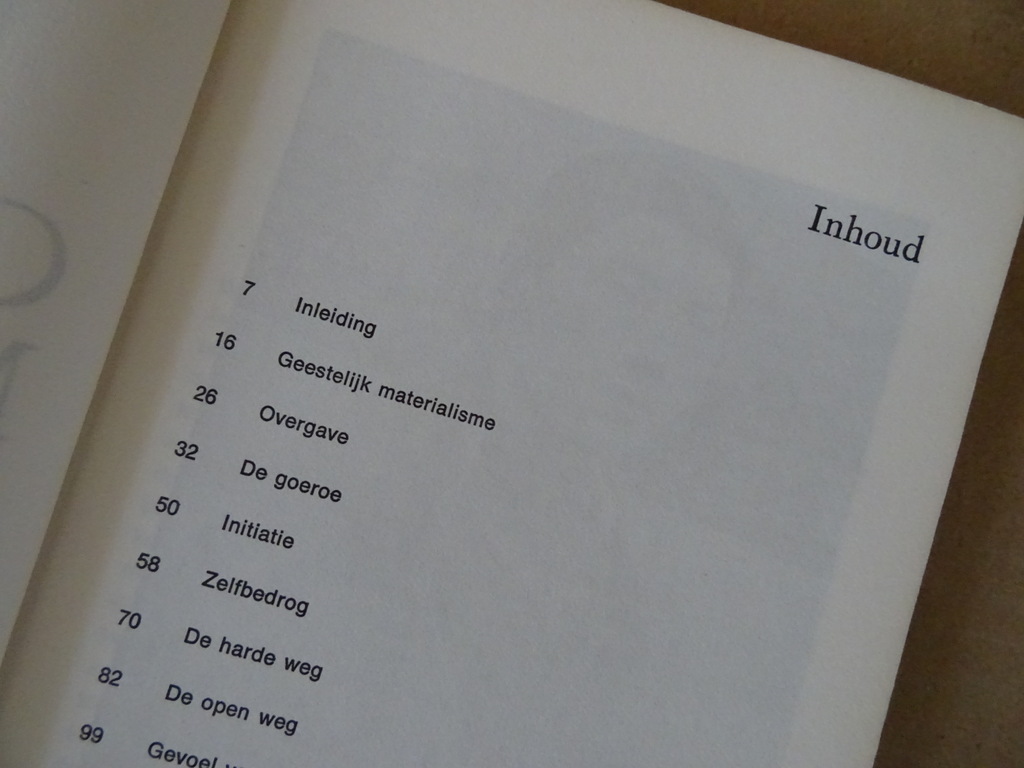 Inhoud
7 Inleiding
16 Geestelijk materialisme
26 Overgave
32 De goeroe
50 Initiatie
58 Zelfbedrog
70 De harde weg
82 De open weg
99 Gevoel